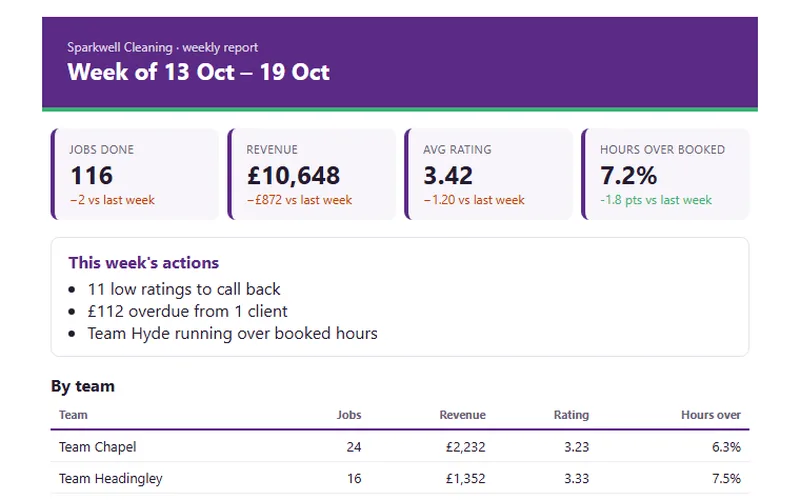 Sparkwell Cleaning · weekly report
Week of 13 Oct – 19 Oct
JOBS DONE
116
−2 vs last week
REVENUE
£10,648
−£872 vs last week
AVG RATING
3.42
−1.20 vs last week
HOURS OVER BOOKED
7.2%
-1.8 pts vs last week
This week's actions
• 11 low ratings to call back
• £112 overdue from 1 client
• Team Hyde running over booked hours
By team
Team Jobs Revenue Rating Hours over
Team Chapel 24 £2,232 3.23 6.3%
Team Headingley 16 £1,352 3.33 7.5%